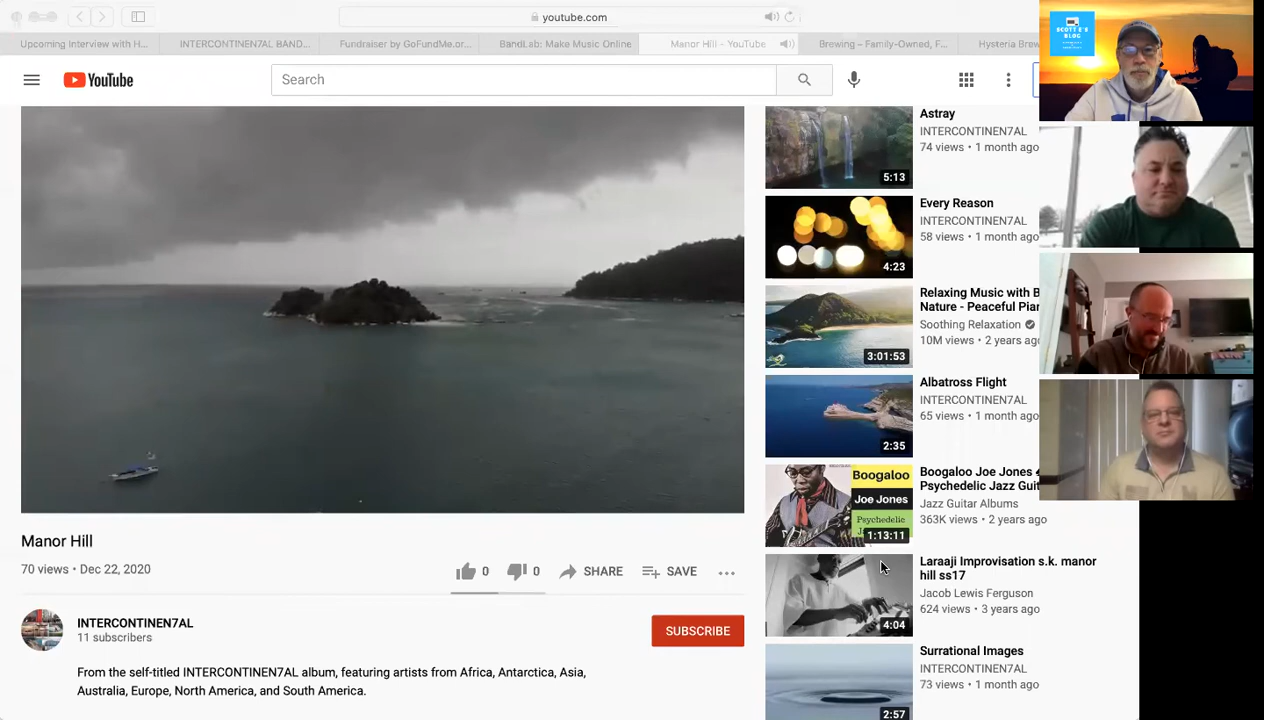 youtube.com
Upcoming Interview with H...
INTERCONTINEN7AL BAND...
Fundraiser by GoFundMe.or...
BandLab: Make Music Online
Manor Hill - YouTube
Brewing – Family-Owned, F...
Hysteria Brew
YouTube
Search
SCOTT E'S
BLOG
Astray
INTERCONTINEN7AL
74 views • 1 month ago
5:13
Every Reason
INTERCONTINEN7AL
58 views • 1 month ago
4:23
Relaxing Music with B
Nature - Peaceful Pia
Soothing Relaxation
10M views • 2 years ago
3:01:53
Albatross Flight
INTERCONTINEN7AL
65 views • 1 month ago
2:35
Boogaloo Joe Jones
Psychedelic Jazz Guit
Jazz Guitar Albums
363K views • 2 years ago
Boogaloo
Joe Jones
Psychedelic
1:13:11
Laraaji Improvisation s.k. manor
hill ss17
Jacob Lewis Ferguson
624 views • 3 years ago
4:04
Surrational Images
INTERCONTINEN7AL
73 views • 1 month ago
2:57
Manor Hill
70 views • Dec 22, 2020
0
0
SHARE
SAVE
INTERCONTINEN7AL
11 subscribers
SUBSCRIBE
From the self-titled INTERCONTINEN7AL album, featuring artists from Africa, Antarctica, Asia,
Australia, Europe, North America, and South America.